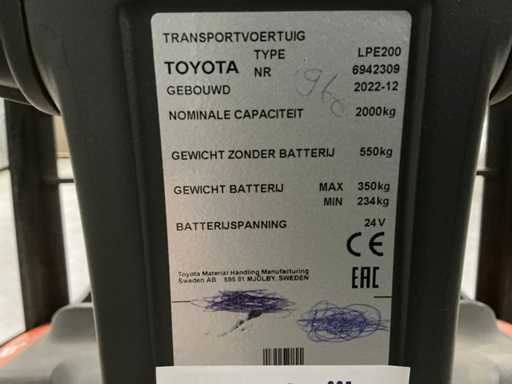 TRANSPORTVOERTUIG
TYPE LPE200
TOYOTA NR 6942309
GEBOUWD 2022-12
960
NOMINALE CAPACITEIT 2000kg
GEWICHT ZONDER BATTERIJ 550kg
GEWICHT BATTERIJ MAX 350kg
MIN 234kg
BATTERIJSPANNING 24V
CE
EAC
Toyota Material Handling Manufacturing
Sweden AB 595 81 MJÖLBY, SWEDEN